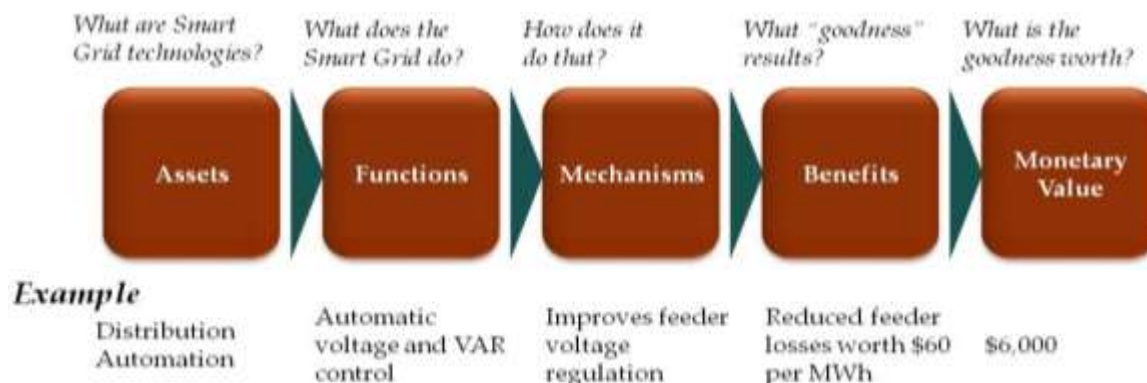 What are Smart
Grid technologies?
What does the
Smart Grid do?
How does it
do that?
What "goodness"
results?
What is the
goodness worth?
Assets
Functions
Mechanisms
Benefits
Monetary
Value
Example
Distribution
Automation
Automatic
voltage and VAR
control
Improves feeder
voltage
regulation
Reduced feeder
losses worth $60
per MWh
$6,000